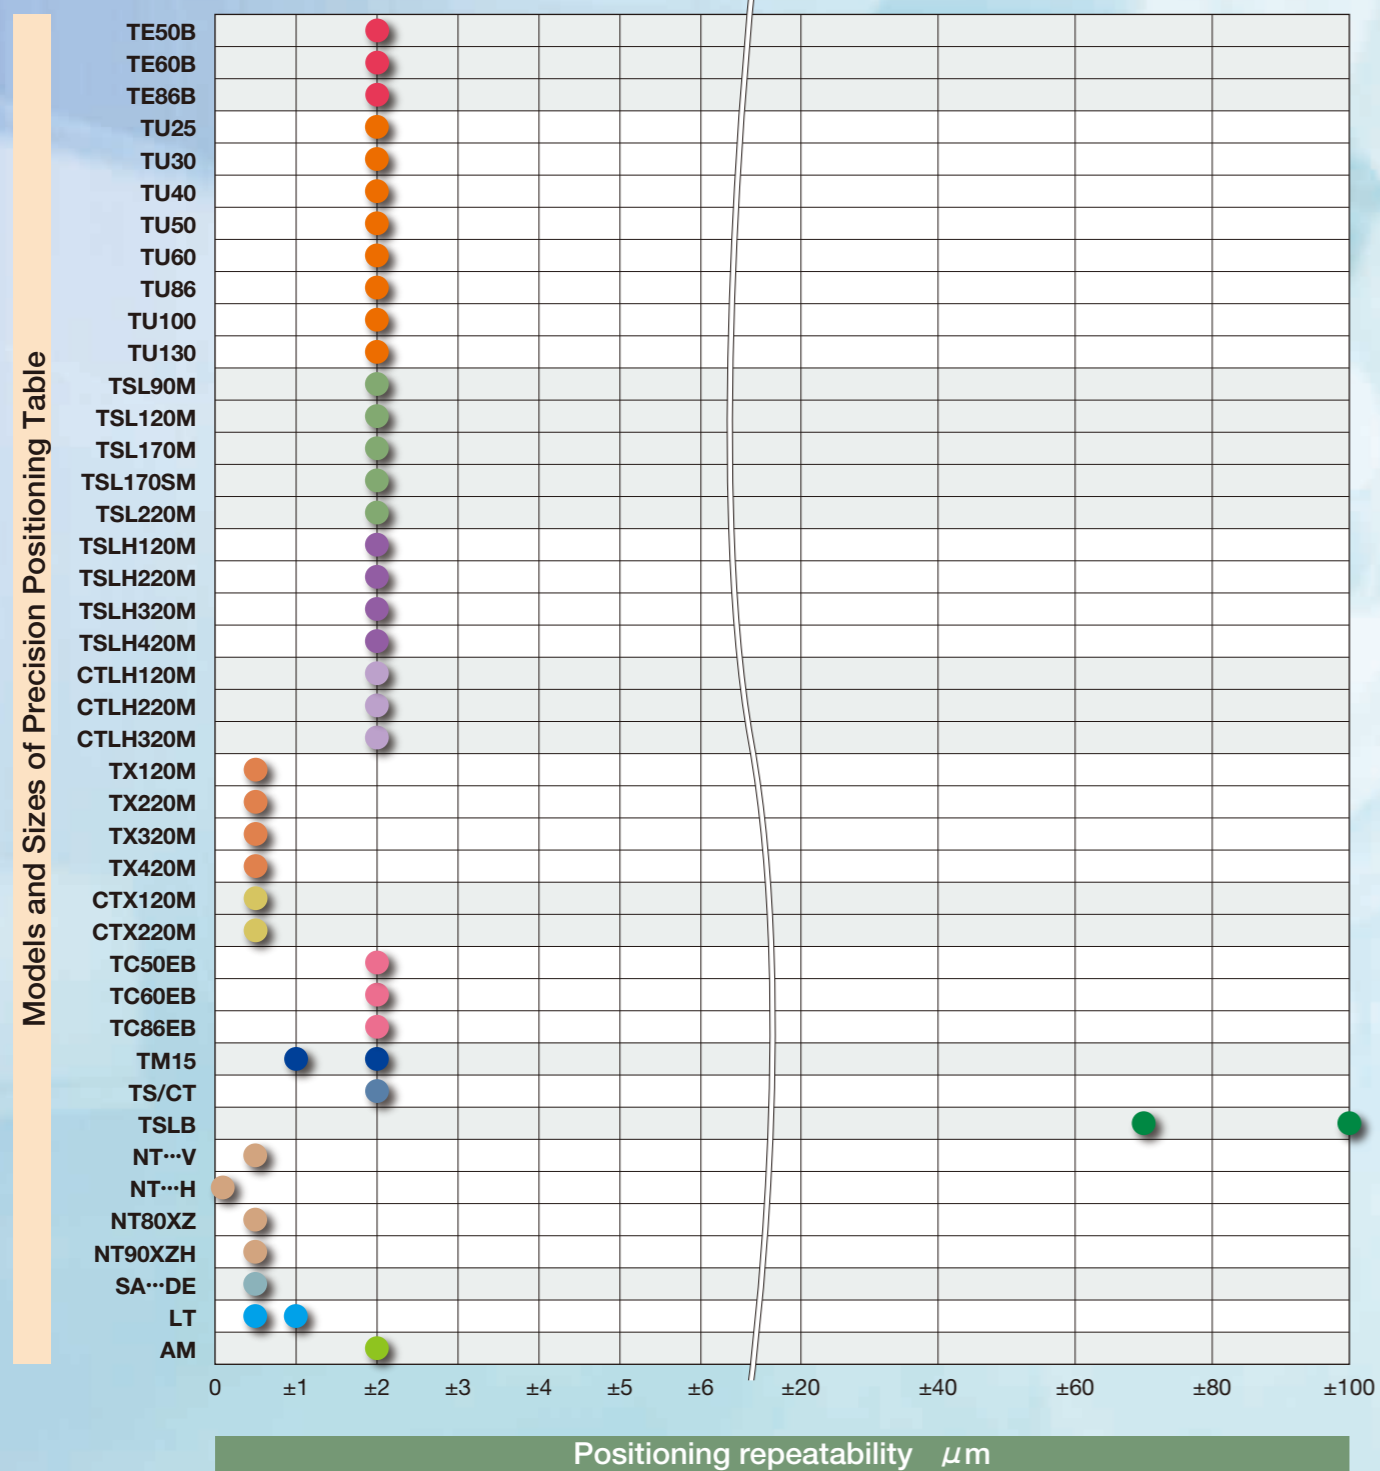 Models and Sizes of Precision Positioning Table
TE50B
TE60B
TE86B
TU25
TU30
TU40
TU50
TU60
TU86
TU100
TU130
TSL90M
TSL120M
TSL170M
TSL170SM
TSL220M
TSLH120M
TSLH220M
TSLH320M
TSLH420M
CTLH120M
CTLH220M
CTLH320M
TX120M
TX220M
TX320M
TX420M
CTX120M
CTX220M
TC50EB
TC60EB
TC86EB
TM15
TS/CT
TSLB
NT···V
NT···H
NT80XZ
NT90XZH
SA···DE
LT
AM
0 ±1 ±2 ±3 ±4 ±5 ±6 ±20 ±40 ±60 ±80 ±100
Positioning repeatability μm